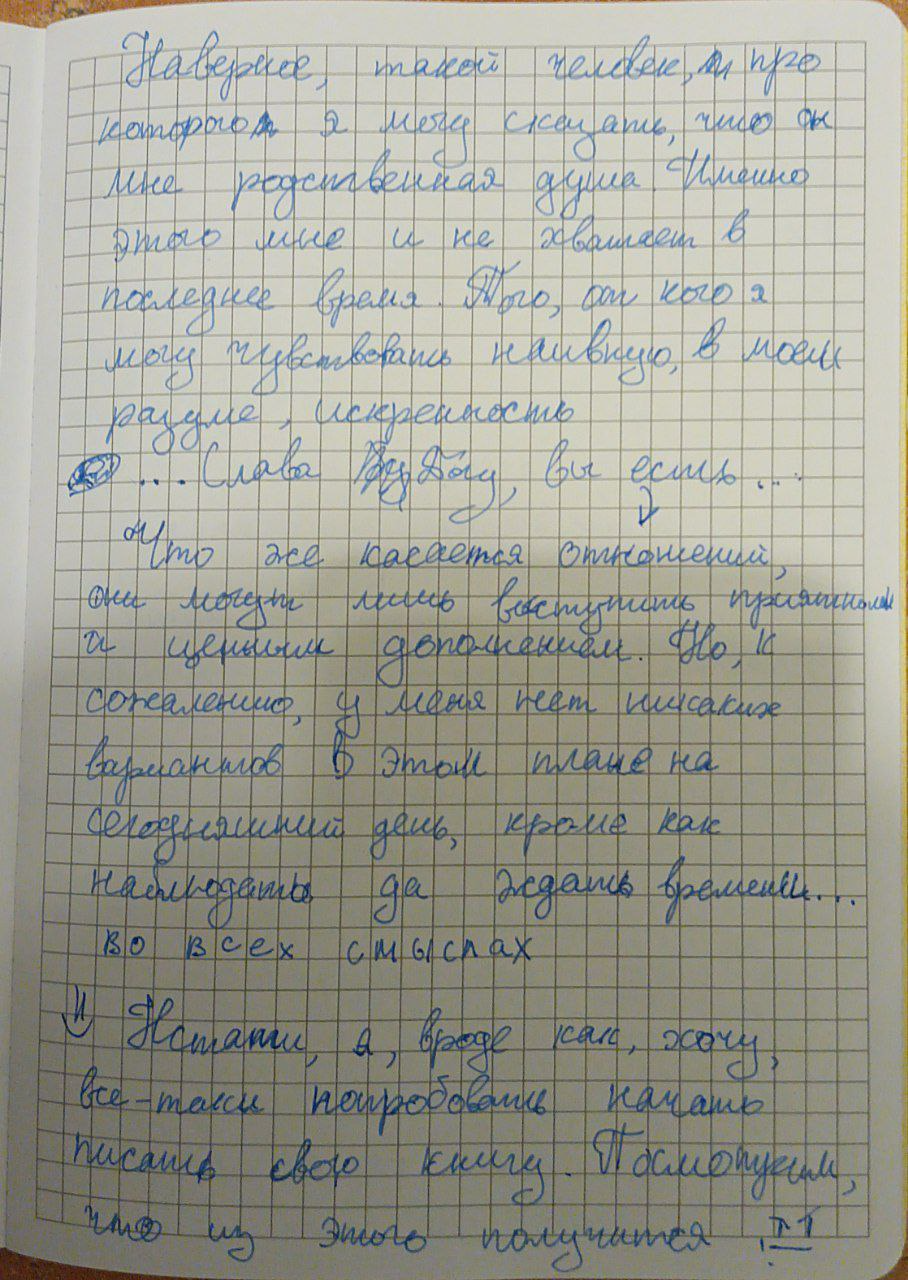 Наверное, такой человек, про
которого я могу сказать, что он
мне родственная душа. Именно
этого мне и не хватает в
последнее время. Того, от кого я
могу чувствовать наивную, в моем
разуме, искренность
... Слава Богу, вы есть ...
Что же касается отношений,
они могут лишь выступить приятным
и ценным дополнением. Но, к
сожалению, у меня нет никаких
вариантов в этом плане на
сегодняшний день, кроме как
наблюдать да ждать времени...
во всех смыслах
Кстати, я, вроде как, хочу,
все-таки попробовать начать
писать свою книгу. Посмотрим,
что из этого получится